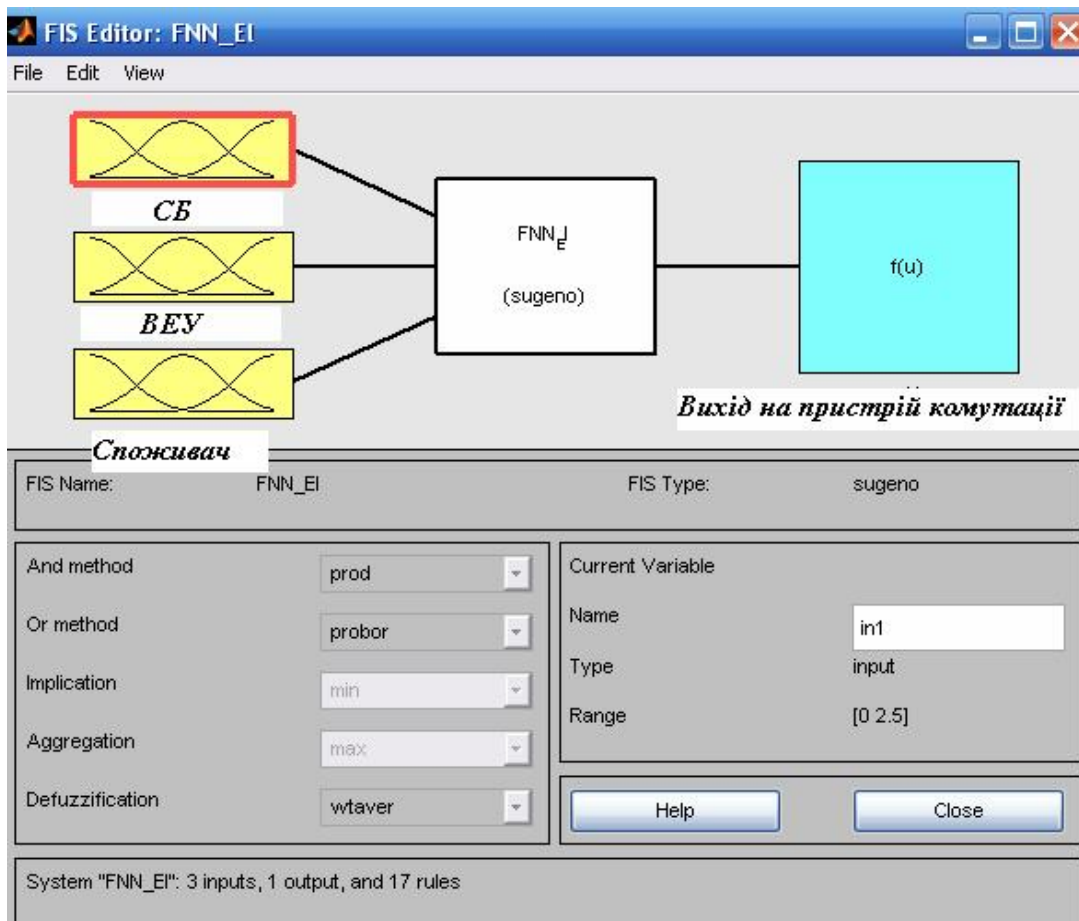 FIS Editor: FNN_El
File Edit View
СБ
ВЕУ
Споживач
FNN_El
(sugeno)
f(u)
Вихід на пристрій комутації
FIS Name: FNN_El FIS Type: sugeno
And method prod
Or method probor
Implication min
Aggregation max
Defuzzification wtaver
Current Variable
Name in1
Type input
Range [0 2.5]
Help Close
System "FNN_El": 3 inputs, 1 output, and 17 rules